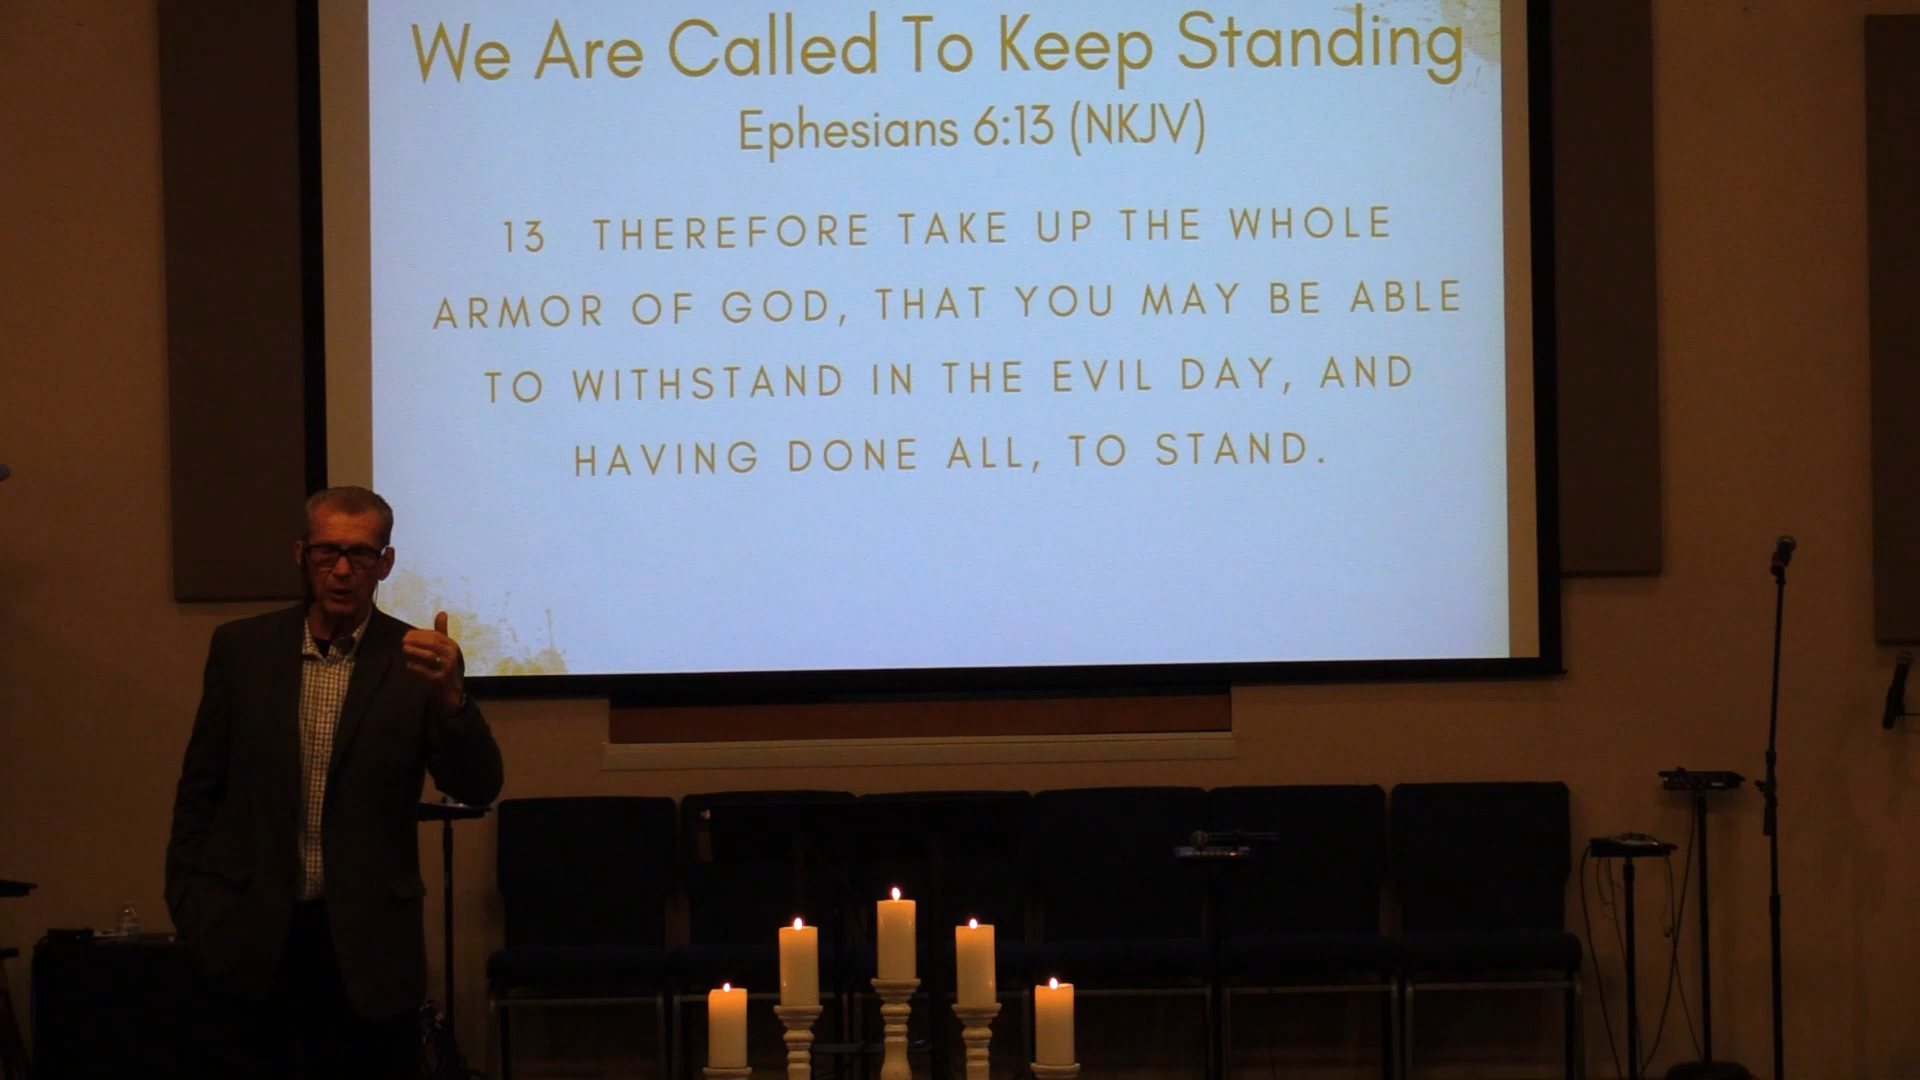 We Are Called To Keep Standing
Ephesians 6:13 (NKJV)
13 THEREFORE TAKE UP THE WHOLE
ARMOR OF GOD, THAT YOU MAY BE ABLE
TO WITHSTAND IN THE EVIL DAY, AND
HAVING DONE ALL, TO STAND.